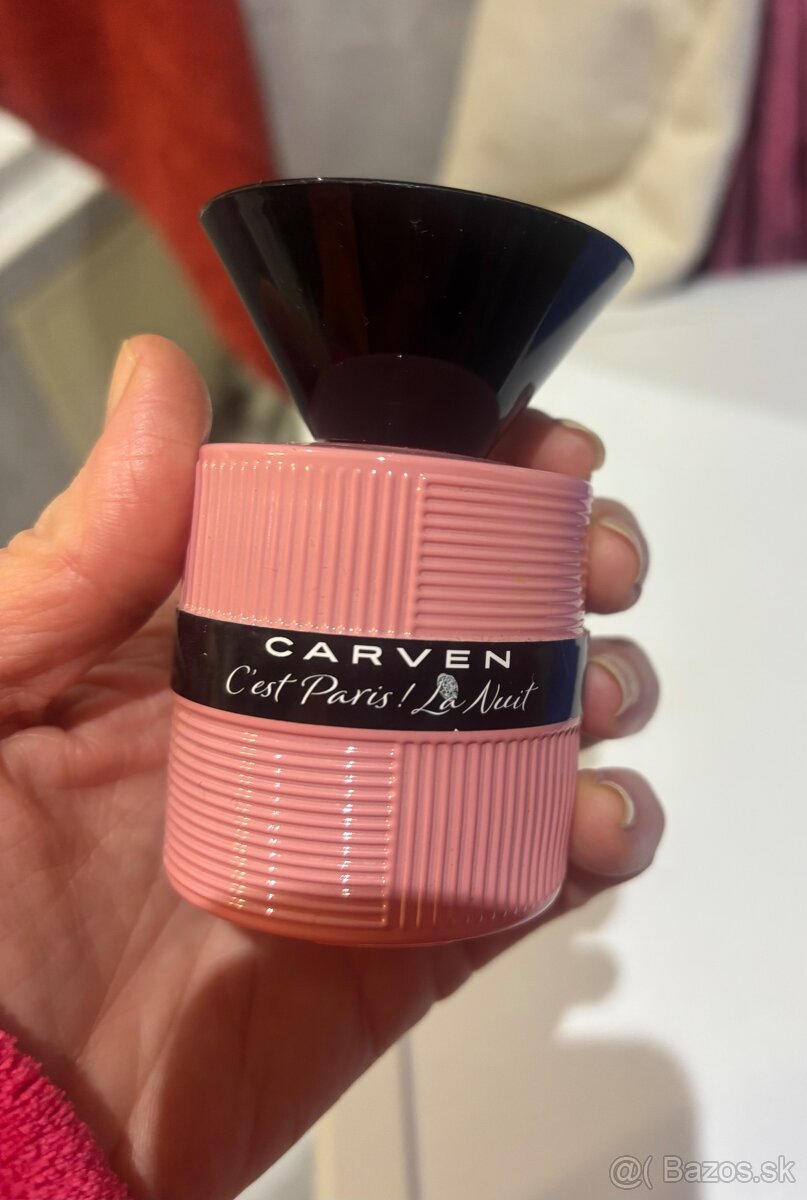 CARVEN
C'est Paris! La Nuit
@( Bazos.sk